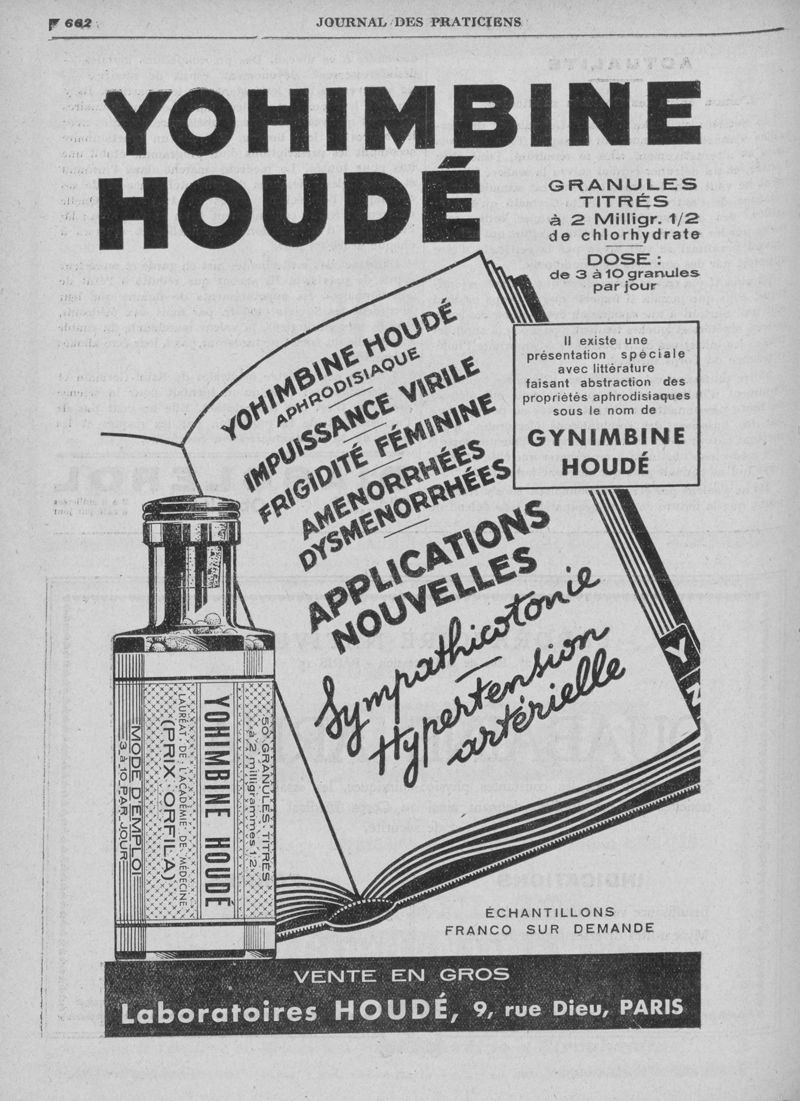 662
JOURNAL DES PRATICIENS
YOHIMBINE
HOUDÉ
GRANULES
TITRÉS
à 2 Milligr. 1/2
de chlorhydrate
DOSE :
de 3 à 10 granules
par jour
Il existe une
présentation spéciale
avec littérature
faisant abstraction des
propriétés aphrodisiaques
sous le nom de
GYNIMBINE
HOUDÉ
YOHIMBINE HOUDÉ
APHRODISIAQUE
IMPUISSANCE VIRILE
FRIGIDITÉ FÉMININE
AMENORRHÉES
DYSMENORRHÉES
APPLICATIONS
NOUVELLES
Sympathicotonie
Hypertension
artérielle
Y
Z
50 GRANULES TITRÉS
à 2 milligrammes 1/2
YOHIMBINE HOUDÉ
LAURÉAT DE L'ACADÉMIE DE MÉDECINE
(PRIX ORFILA)
MODE D'EMPLOI
3 à 10 PAR JOUR
ÉCHANTILLONS
FRANCO SUR DEMANDE
VENTE EN GROS
Laboratoires HOUDÉ, 9, rue Dieu, PARIS